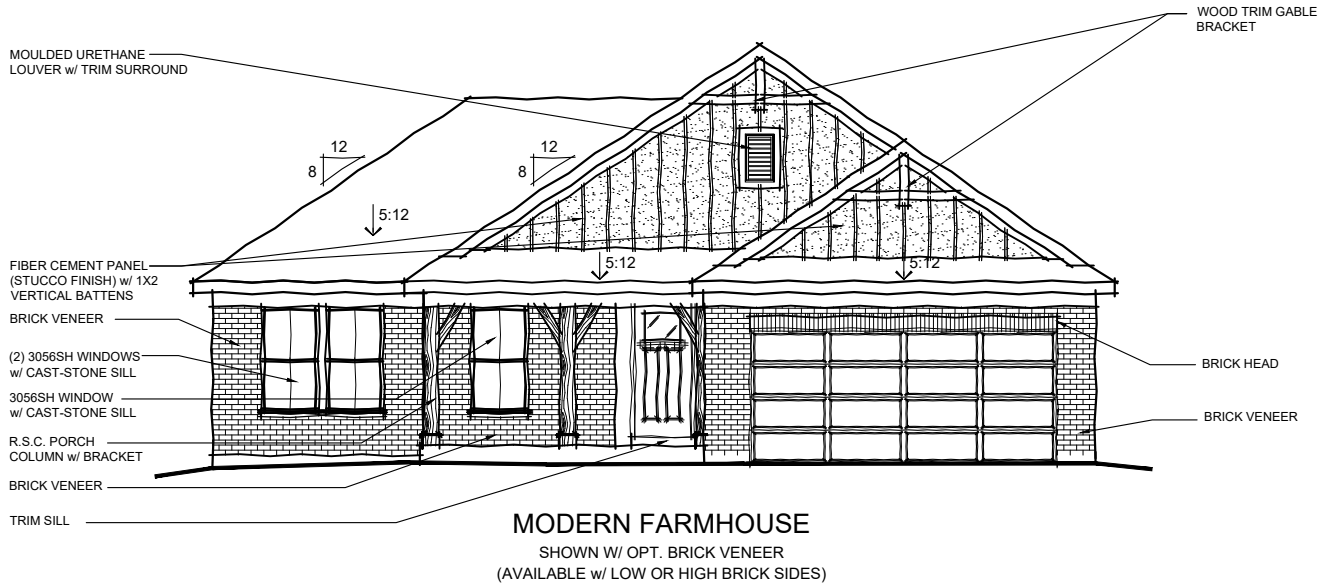 WOOD TRIM GABLE
BRACKET
MOULDED URETHANE
LOUVER w/ TRIM SURROUND
12
8
12
8
5:12
FIBER CEMENT PANEL
(STUCCO FINISH) w/ 1X2
VERTICAL BATTENS
5:12
5:12
BRICK VENEER
(2) 3056SH WINDOWS
w/ CAST-STONE SILL
BRICK HEAD
3056SH WINDOW
w/ CAST-STONE SILL
BRICK VENEER
R.S.C. PORCH
COLUMN w/ BRACKET
BRICK VENEER
TRIM SILL
MODERN FARMHOUSE
SHOWN W/ OPT. BRICK VENEER
(AVAILABLE w/ LOW OR HIGH BRICK SIDES)